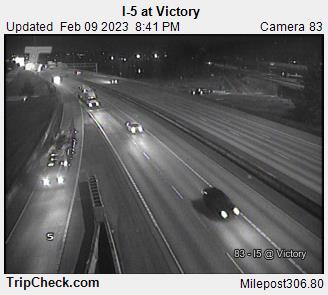 I-5 at Victory
Updated  Feb 09 2023  8:41 PM
Camera 83
S
83 - I5 @ Victory
TripCheck.com
Milepost306.80